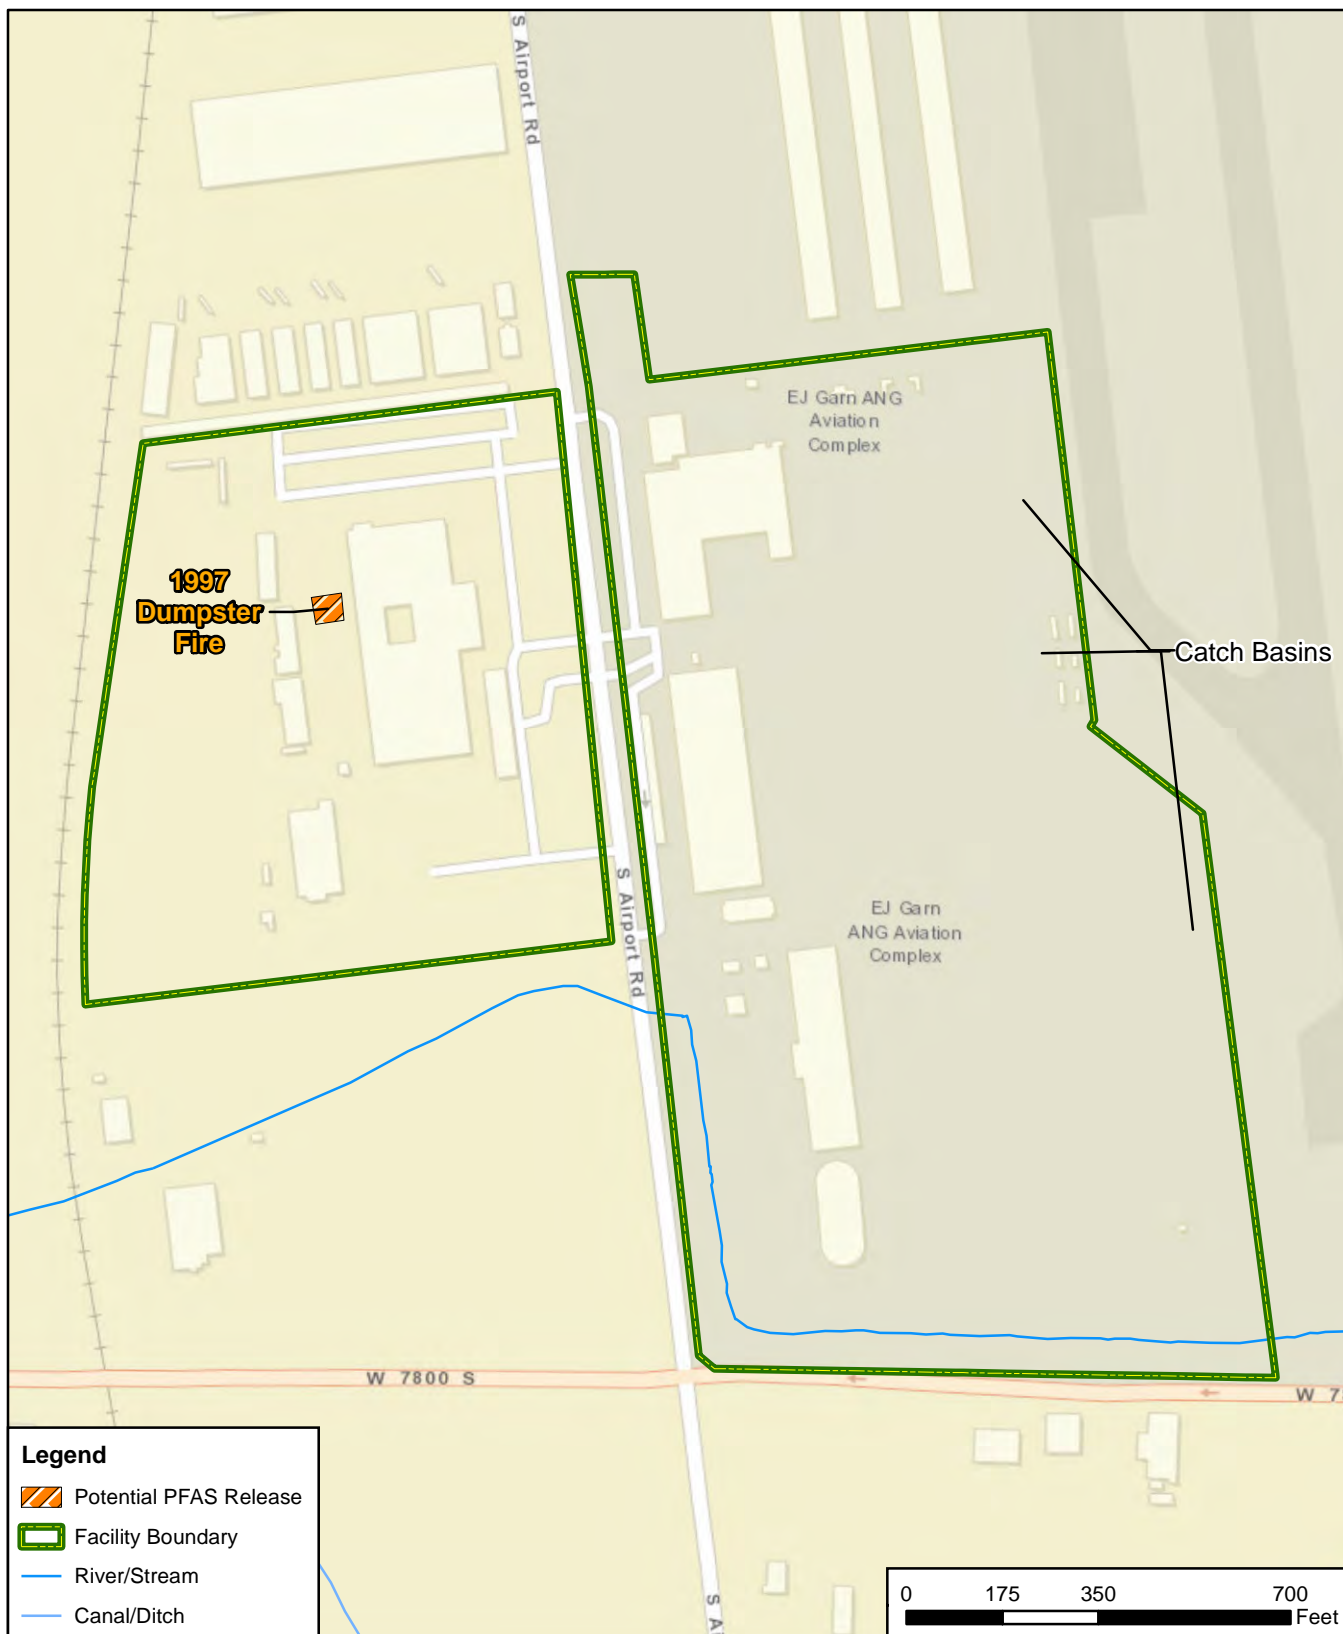 S Airport Rd
EJ Garn ANG
Aviation
Complex
1997
Dumpster
Fire
Catch Basins
S Airport Rd
EJ Garn
ANG Aviation
Complex
W 7800 S
W 7
Legend
Potential PFAS Release
Facility Boundary
River/Stream
Canal/Ditch
S A
0 175 350 700
Feet